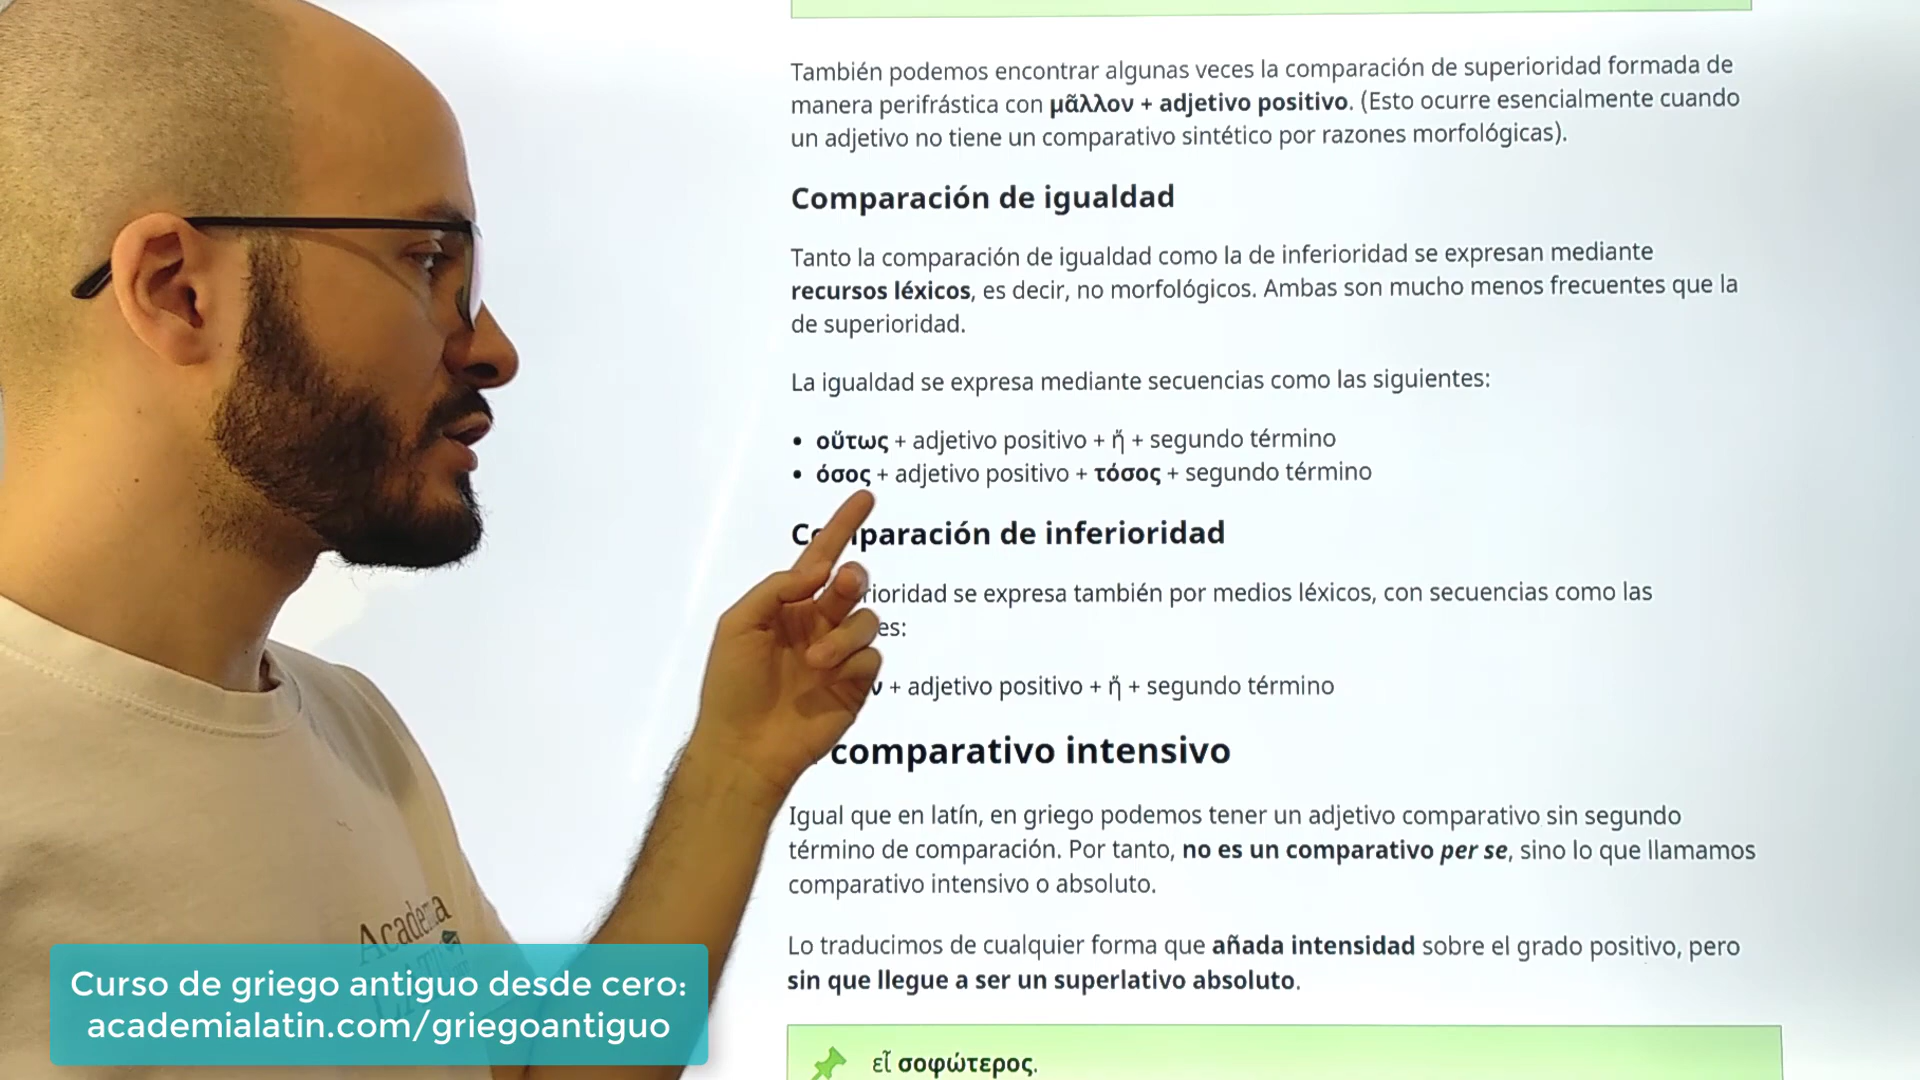 También podemos encontrar algunas veces la comparación de superioridad formada de
manera perifrástica con μᾶλλον + adjetivo positivo. (Esto ocurre esencialmente cuando
un adjetivo no tiene un comparativo sintético por razones morfológicas).
Comparación de igualdad
Tanto la comparación de igualdad como la de inferioridad se expresan mediante
recursos léxicos, es decir, no morfológicos. Ambas son mucho menos frecuentes que la
de superioridad.
La igualdad se expresa mediante secuencias como las siguientes:
• οὕτως + adjetivo positivo + ἤ + segundo término
• όσος + adjetivo positivo + τόσος + segundo término
Comparación de inferioridad
se expresa también por medios léxicos, con secuencias como las
+ adjetivo positivo + ἤ + segundo término
comparativo intensivo
Igual que en latín, en griego podemos tener un adjetivo comparativo sin segundo
término de comparación. Por tanto, no es un comparativo per se, sino lo que llamamos
comparativo intensivo o absoluto.
Lo traducimos de cualquier forma que añada intensidad sobre el grado positivo, pero
sin que llegue a ser un superlativo absoluto.
εἶ σοφώτερος.
Academia
Curso de griego antiguo desde cero:
academialatin.com/griegoantiguo